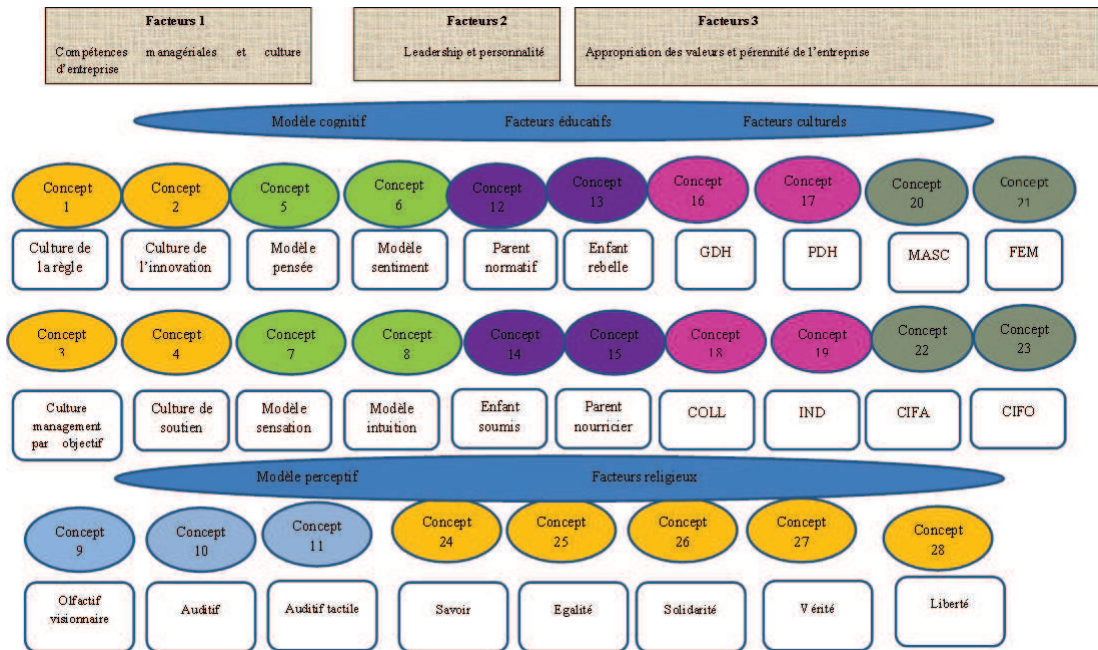 Facteurs 1
Compétences managériales et culture
d'entreprise
Facteurs 2
Leadership et personnalité
Facteurs 3
Appropriation des valeurs et pérennité de l'entreprise
Modèle cognitif Facteurs éducatifs Facteurs culturels
Concept
1
Concept
2
Concept
5
Concept
6
Concept
12
Concept
13
Concept
16
Concept
17
Concept
20
Concept
21
Culture de
la règle
Culture de
l'innovation
Modèle
pensée
Modèle
sentiment
Parent
normatif
Enfant
rebelle
GDH
PDH
MASC
FEM
Concept
3
Concept
4
Concept
7
Concept
8
Concept
14
Concept
15
Concept
18
Concept
19
Concept
22
Concept
23
Culture
management
par objectif
Culture de
soutien
Modèle
sensation
Modèle
intuition
Enfant
soumis
Parent
nourricier
COLL
IND
CIFA
CIFO
Modèle perceptif Facteurs religieux
Concept
9
Concept
10
Concept
11
Concept
24
Concept
25
Concept
26
Concept
27
Concept
28
Olfactif
visionnaire
Auditif
Auditif tactile
Savoir
Egalité
Solidarité
Vérité
Liberté